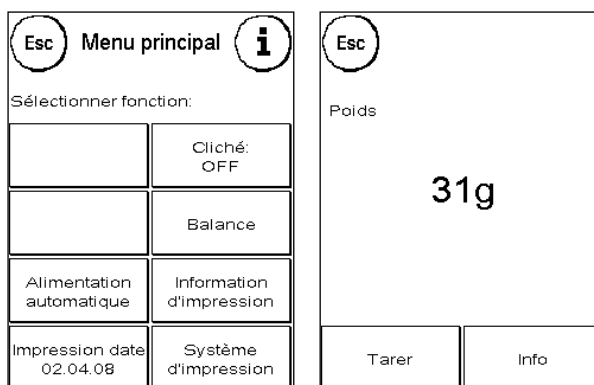 Esc
Menu principal
i
Sélectionner fonction:
Cliché:
OFF
Balance
Alimentation
automatique
Information
d'impression
Impression date
02.04.08
Système
d'impression
Esc
Poids
31g
Tarer
Info